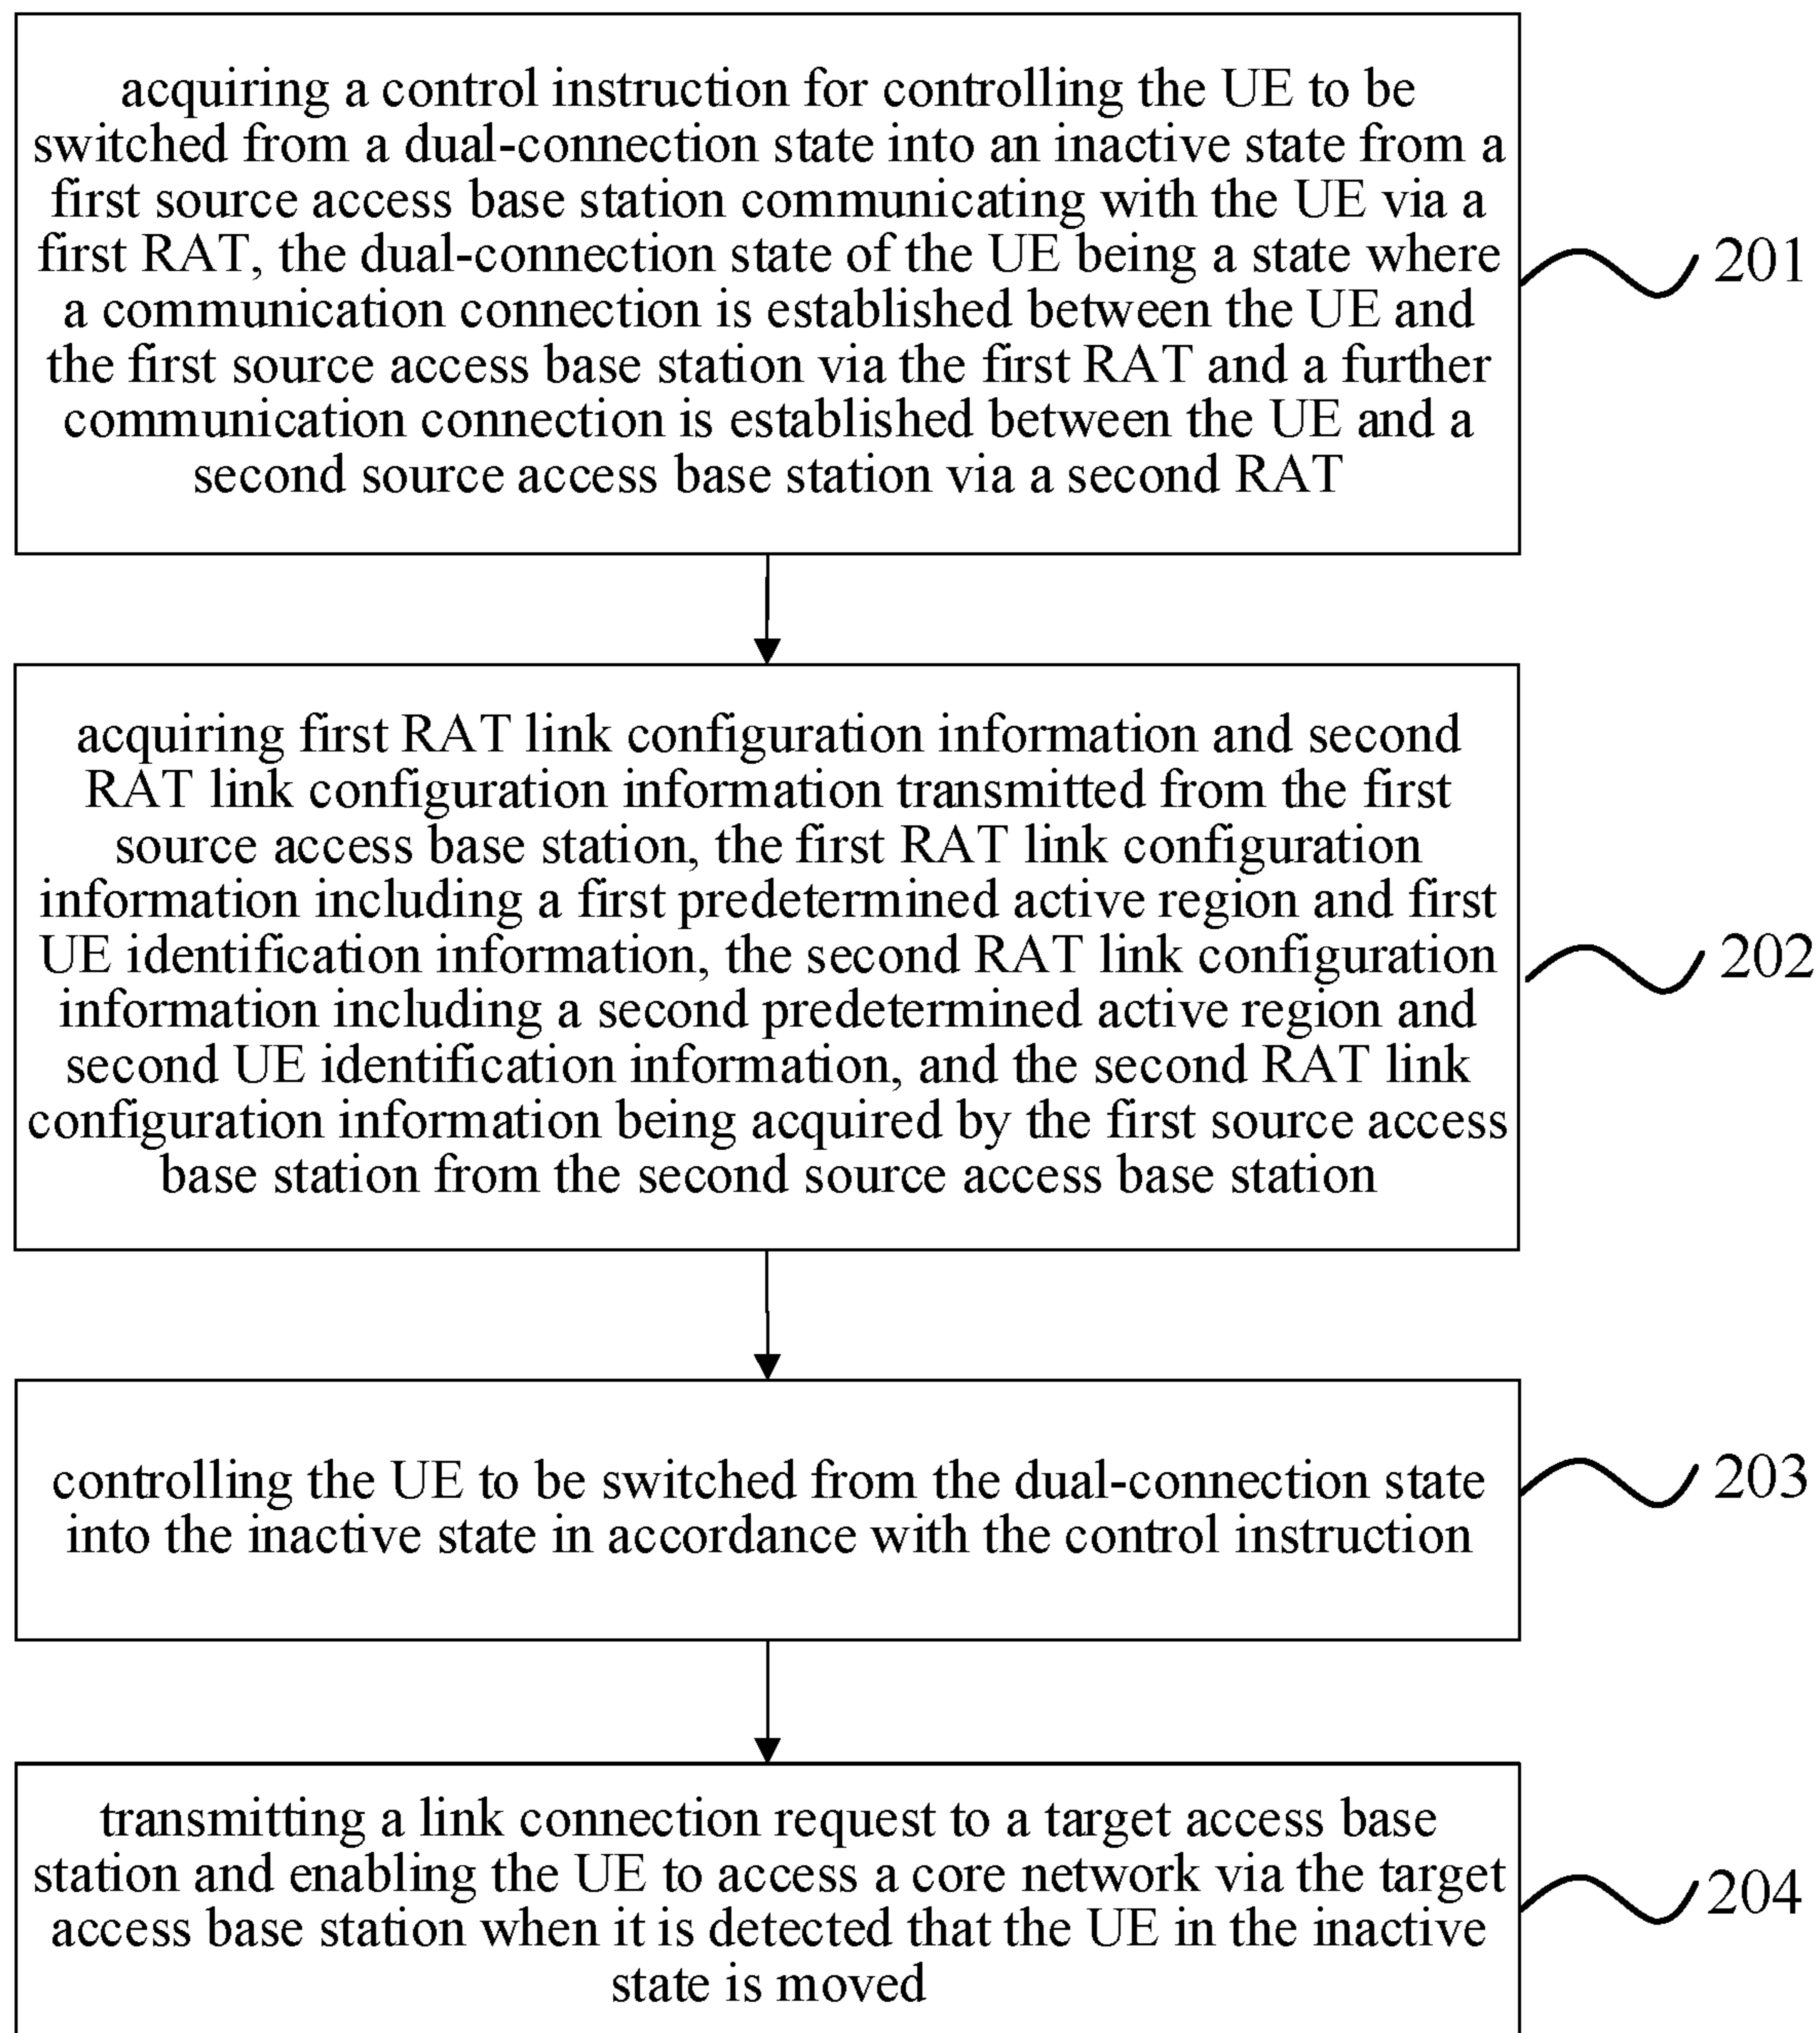 acquiring a control instruction for controlling the UE to be
switched from a dual-connection state into an inactive state from a
first source access base station communicating with the UE via a
first RAT, the dual-connection state of the UE being a state where
a communication connection is established between the UE and
the first source access base station via the first RAT and a further
communication connection is established between the UE and a
second source access base station via a second RAT
201
acquiring first RAT link configuration information and second
RAT link configuration information transmitted from the first
source access base station, the first RAT link configuration
information including a first predetermined active region and first
UE identification information, the second RAT link configuration
information including a second predetermined active region and
second UE identification information, and the second RAT link
configuration information being acquired by the first source access
base station from the second source access base station
202
controlling the UE to be switched from the dual-connection state
into the inactive state in accordance with the control instruction
203
transmitting a link connection request to a target access base
station and enabling the UE to access a core network via the target
access base station when it is detected that the UE in the inactive
state is moved
204